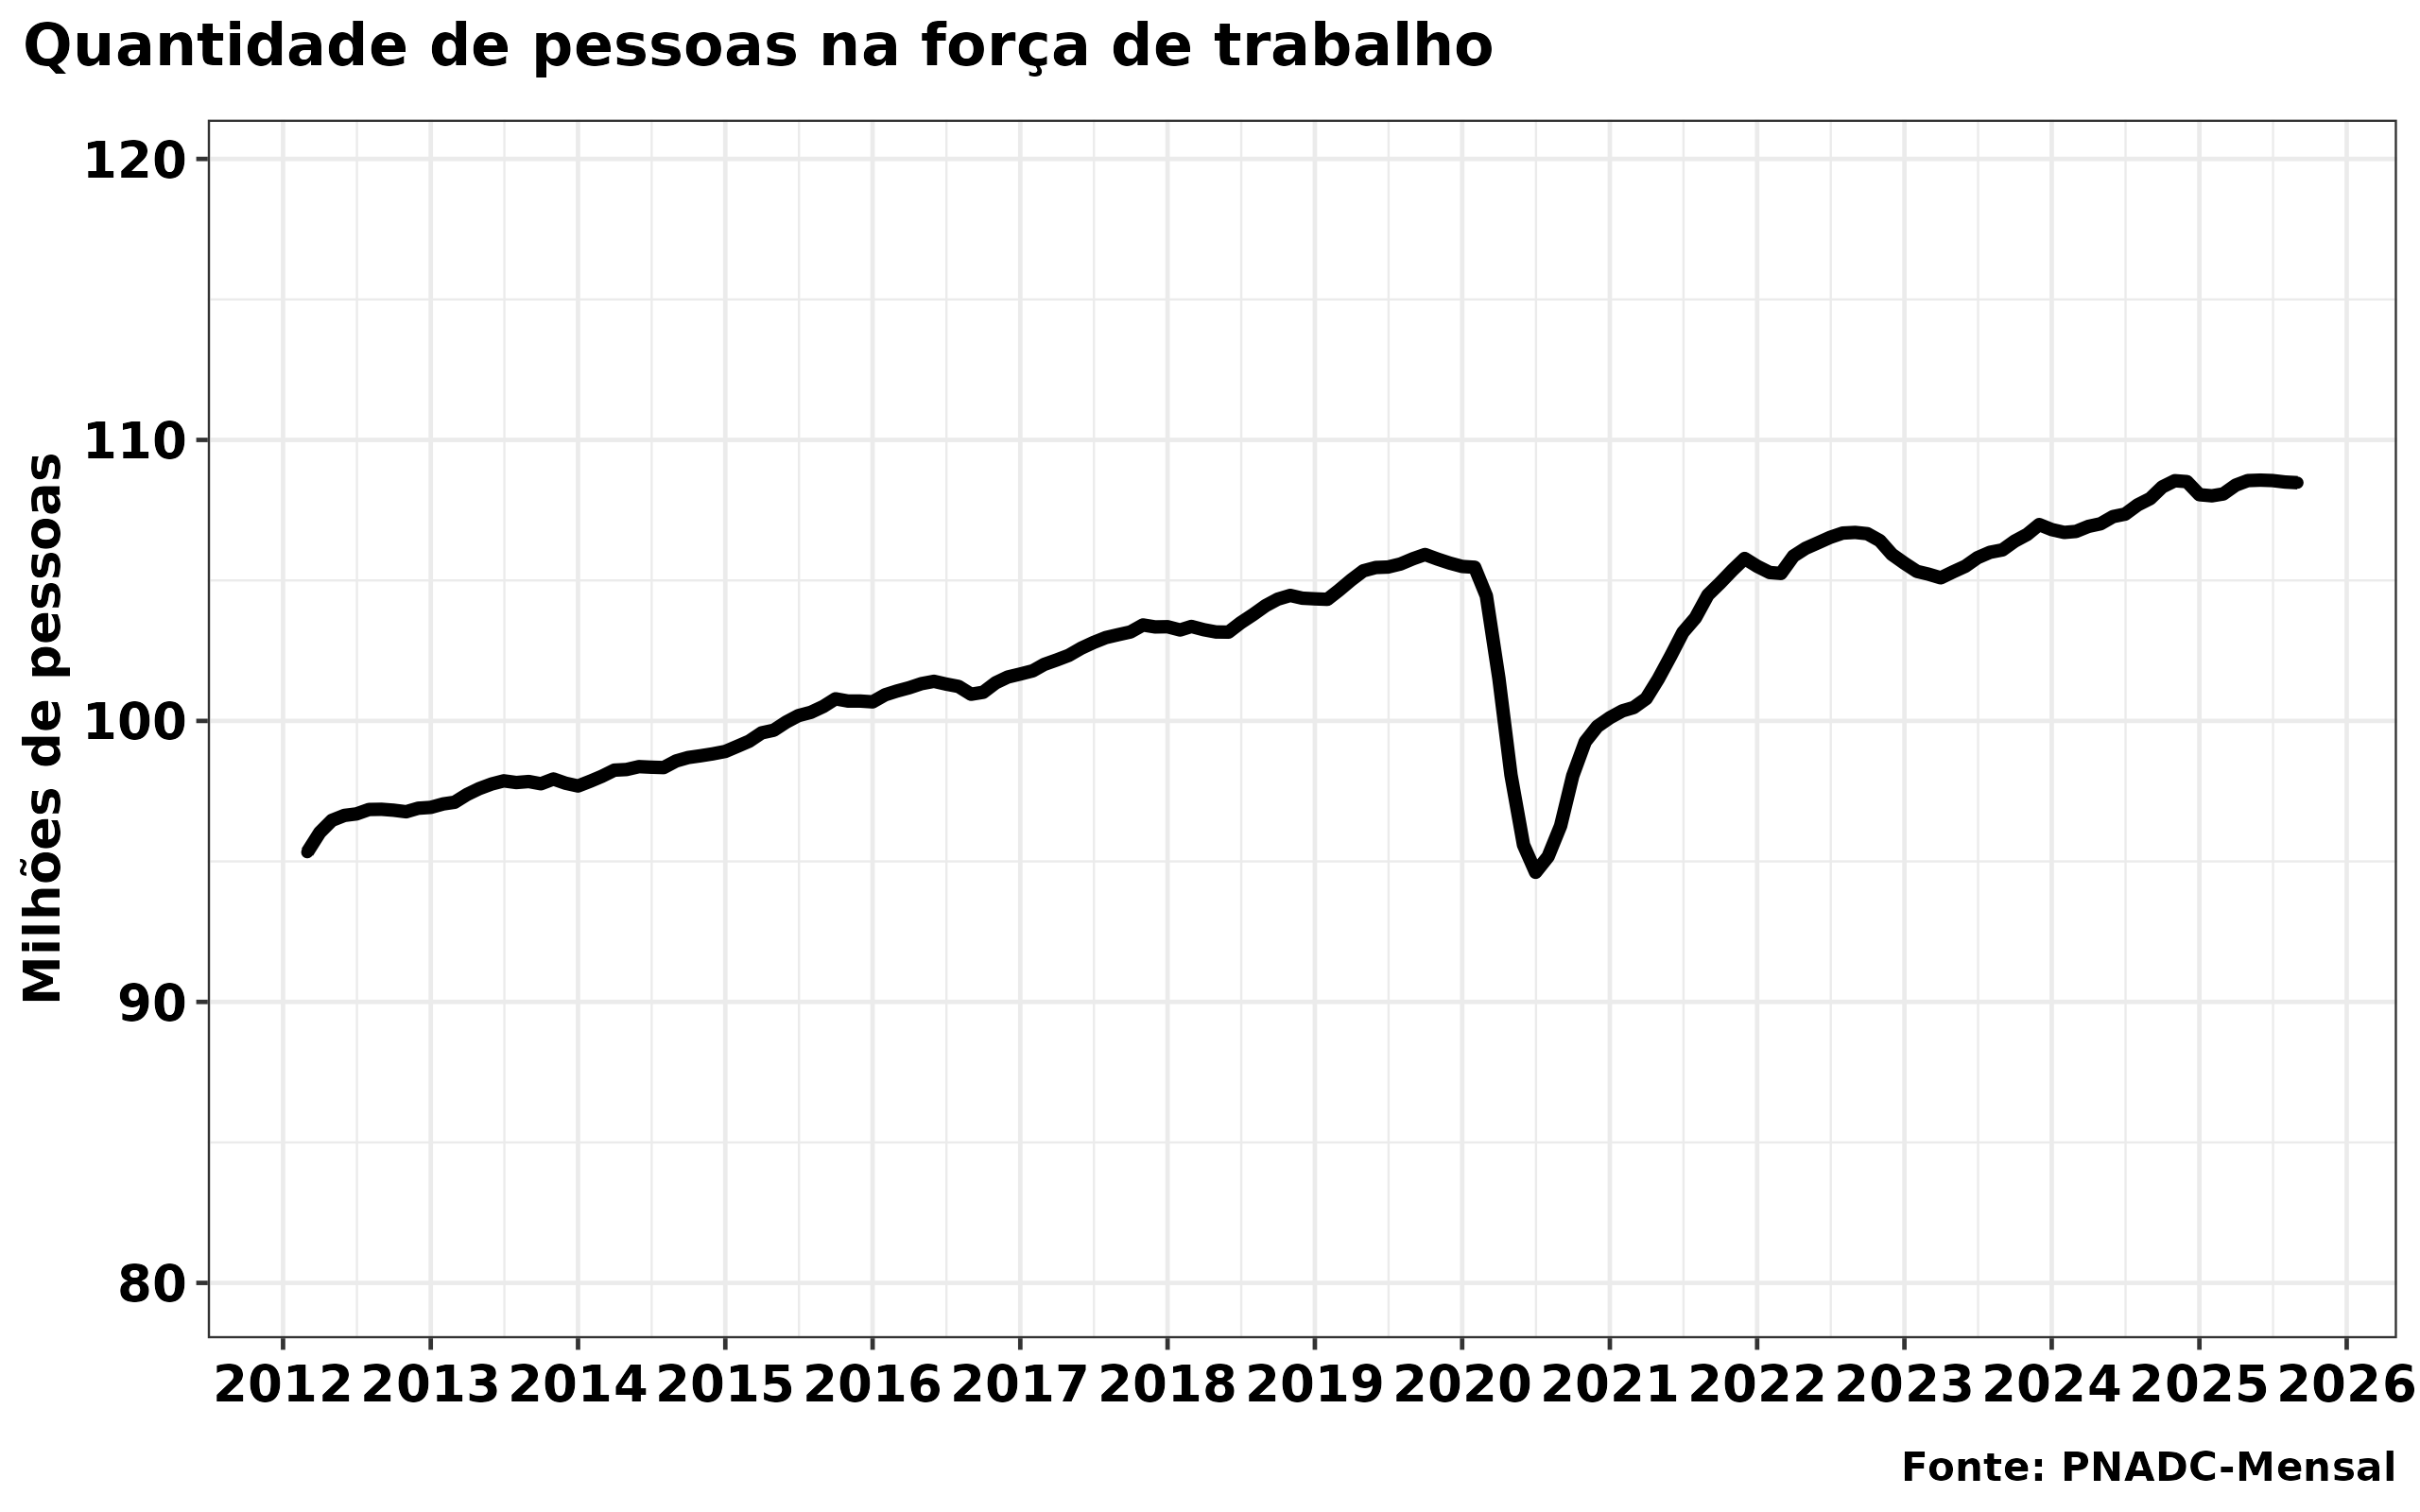 Quantidade de pessoas na força de trabalho
Milhões de pessoas
120
110
100
90
80
2012 2013 2014 2015 2016 2017 2018 2019 2020 2021 2022 2023 2024 2025 2026
Fonte: PNADC-Mensal